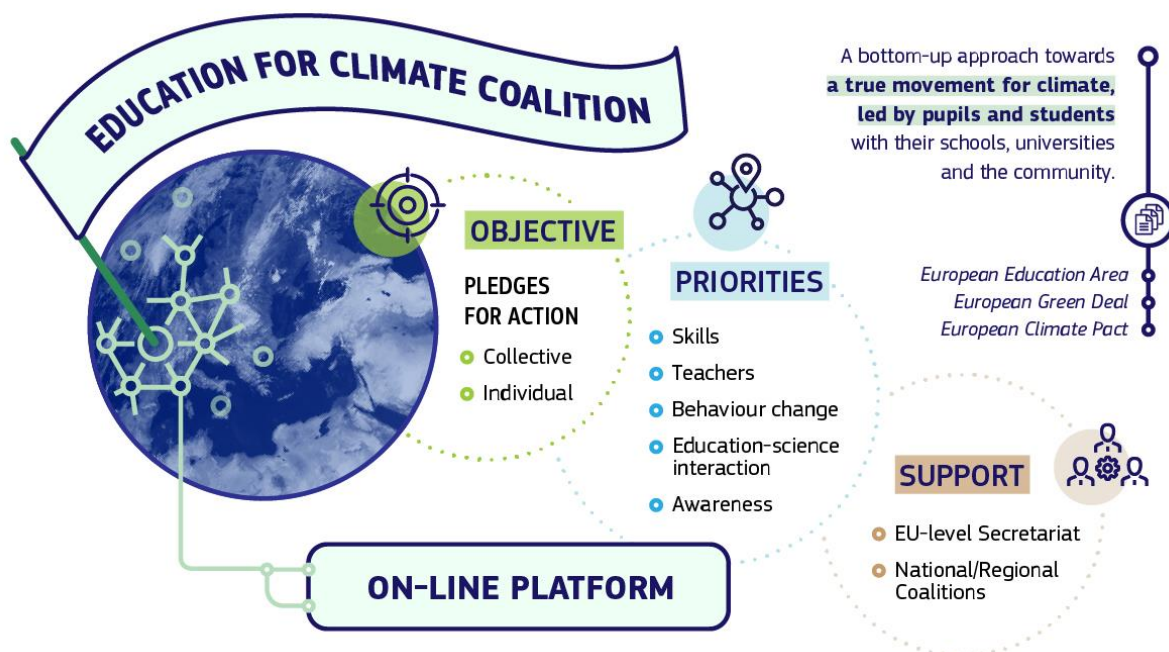 EDUCATION FOR CLIMATE COALITION
OBJECTIVE
PLEDGES
FOR ACTION
Collective
Individual
PRIORITIES
Skills
Teachers
Behaviour change
Education-science
interaction
Awareness
SUPPORT
EU-level Secretariat
National/Regional
Coalitions
ON-LINE PLATFORM
A bottom-up approach towards
a true movement for climate,
led by pupils and students
with their schools, universities
and the community.
European Education Area
European Green Deal
European Climate Pact